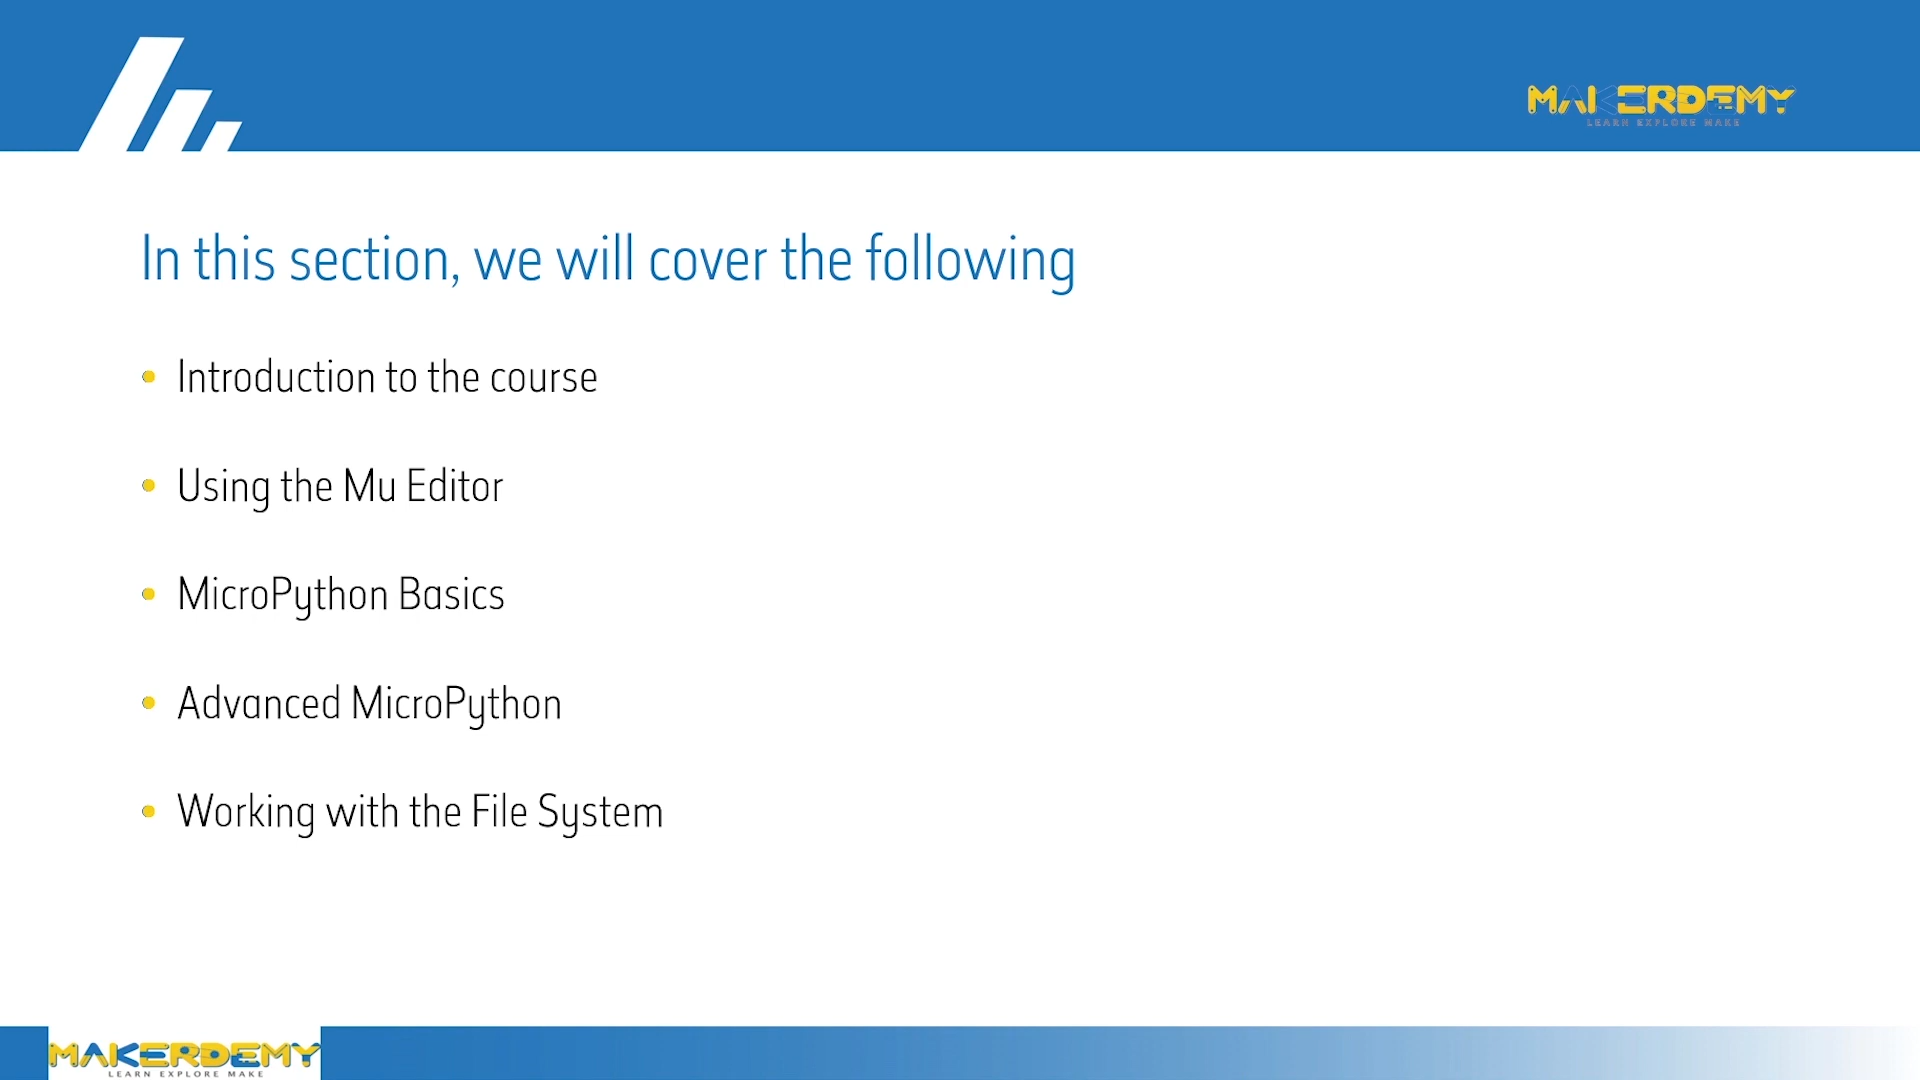 MAKERDEMY
LEARN EXPLORE MAKE
In this section, we will cover the following
• Introduction to the course
• Using the Mu Editor
• MicroPython Basics
• Advanced MicroPython
• Working with the File System
MAKERDEMY
LEARN EXPLORE MAKE